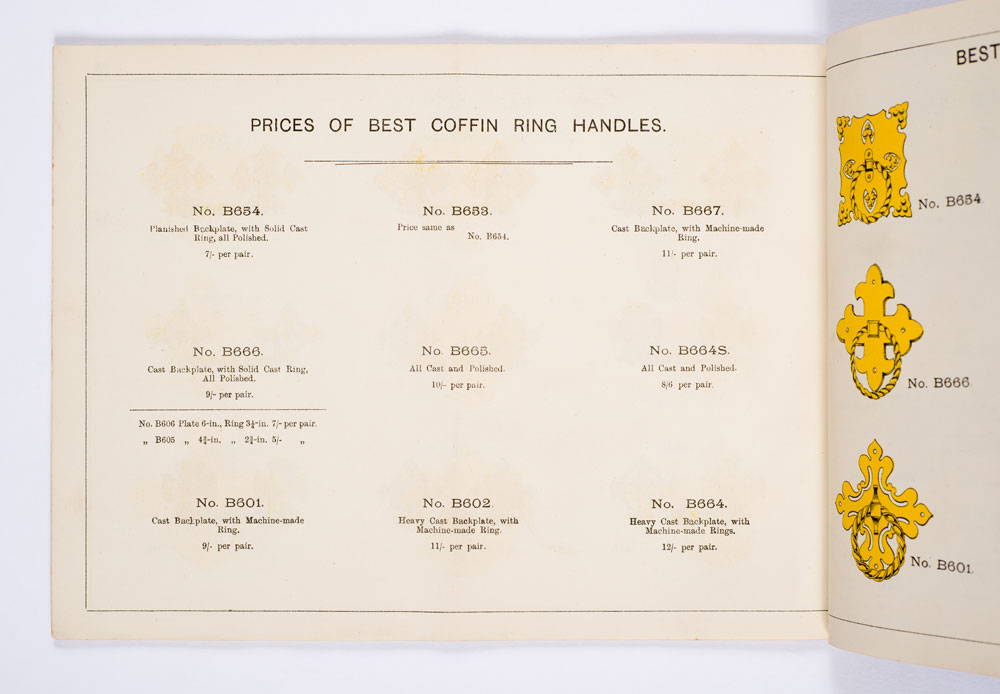 PRICES OF BEST COFFIN RING HANDLES.
No. B654.
Planished Backplate, with Solid Cast
Ring, all Polished.
7/- per pair.
No. B653.
Price same as
No. B654.
No. B667.
Cast Backplate, with Machine-made
Ring.
11/- per pair.
No. B666.
Cast Backplate, with Solid Cast Ring,
All Polished.
9/- per pair.
No. B665.
All Cast and Polished.
10/- per pair.
No. B664S.
All Cast and Polished.
8/6 per pair.
No. B606 Plate 6-in., Ring 3¼-in. 7/- per pair.
„ B605 „ 4¾-in. „ 2¾-in. 5/- „
No. B601.
Cast Backplate, with Machine-made
Ring.
9/- per pair.
No. B602.
Heavy Cast Backplate, with
Machine-made Ring.
11/- per pair.
No. B664.
Heavy Cast Backplate, with
Machine-made Rings.
12/- per pair.
BEST
No. B654.
No. B666.
No. B601.